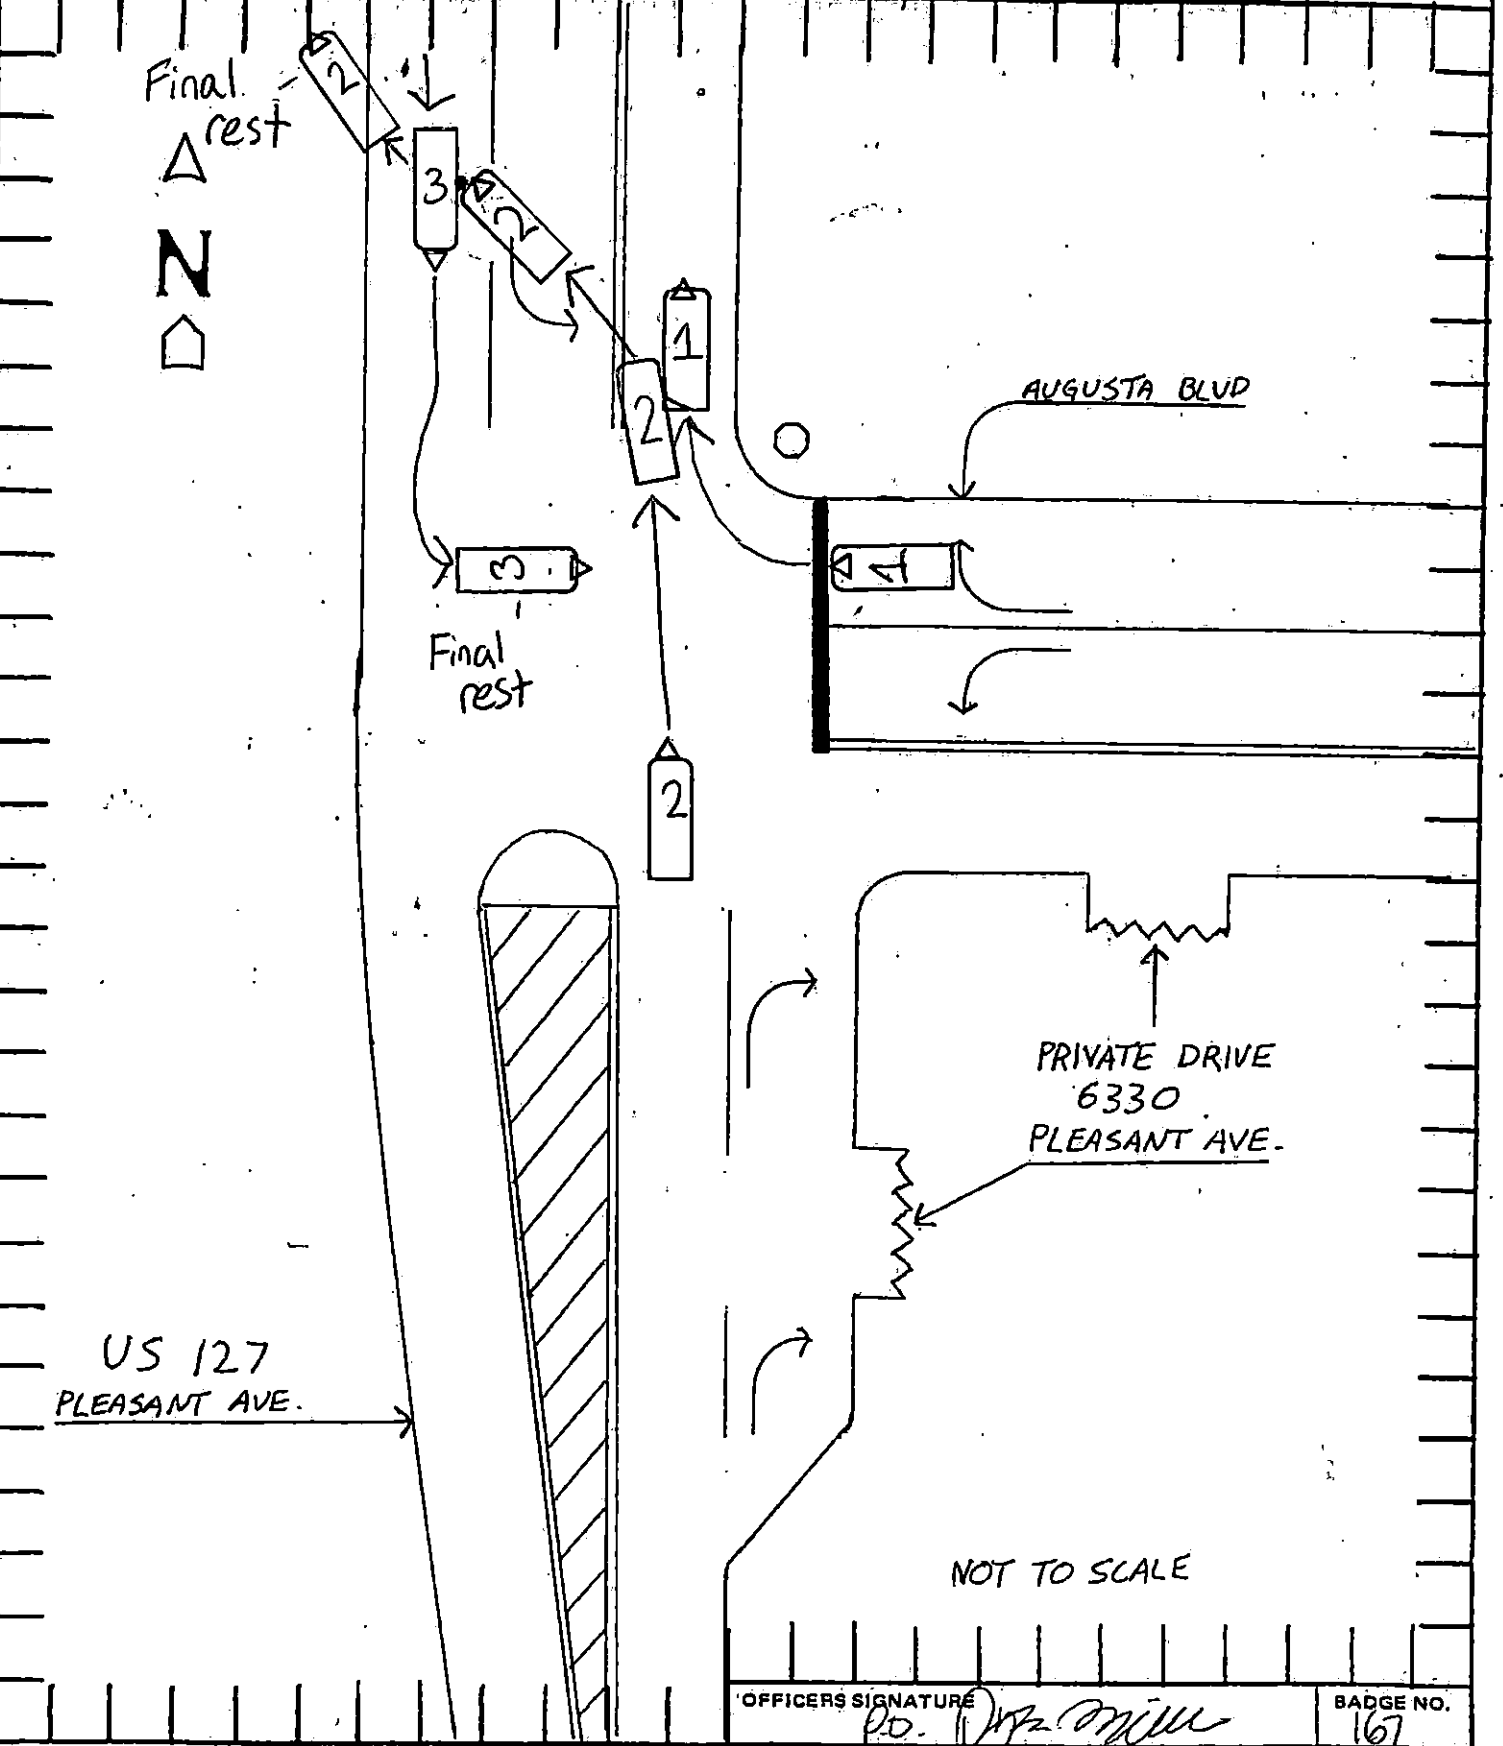 2
Final
rest
3
2
N
1
2
AUGUSTA BLVD
3
1
Final
rest
2
PRIVATE DRIVE
6330
PLEASANT AVE.
US 127
PLEASANT AVE.
NOT TO SCALE
OFFICERS SIGNATURE
P.O.
BADGE NO.
167